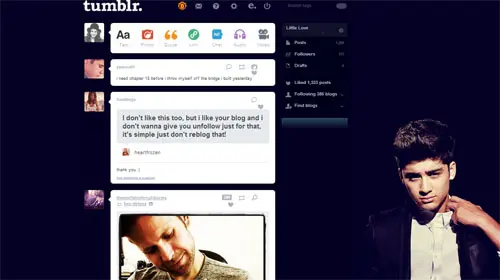 tumblr.
Search tags
Aa
Text
Photo
Quote
Link
Chat
Audio
Video
Little Love
Posts
Followers
Drafts
Liked 1,333 posts
Following 386 blogs
Find blogs
i need chapter 15 before i throw myself off the bridge i built yesterday
I don't like this too, but i like your blog and i
don't wanna give you unfollow just for that,
it's simple just don't reblog that!
iheartfrozen
thank you :)